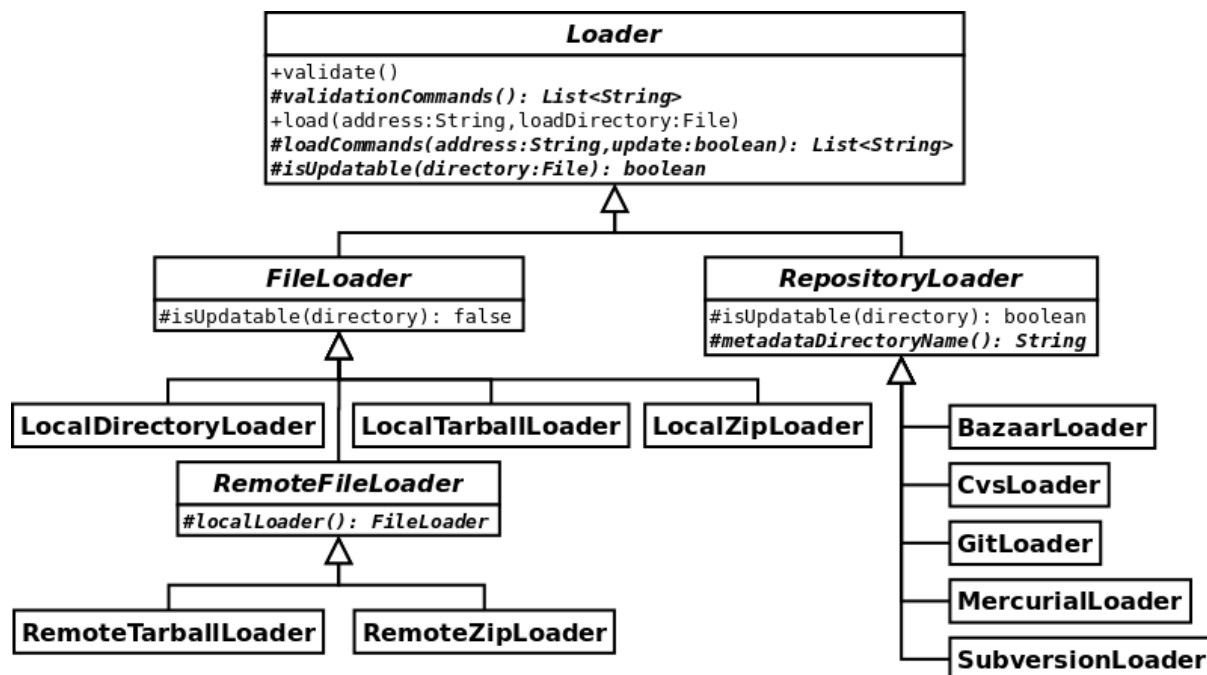 Loader
+validate()
#validationCommands(): List<String>
+load(address:String,loadDirectory:File)
#loadCommands(address:String,update:boolean): List<String>
#isUpdatable(directory:File): boolean
FileLoader
#isUpdatable(directory): false
RepositoryLoader
#isUpdatable(directory): boolean
#metadataDirectoryName(): String
LocalDirectoryLoader
LocalTarballLoader
LocalZipLoader
RemoteFileLoader
#localLoader(): FileLoader
RemoteTarballLoader
RemoteZipLoader
BazaarLoader
CvsLoader
GitLoader
MercurialLoader
SubversionLoader